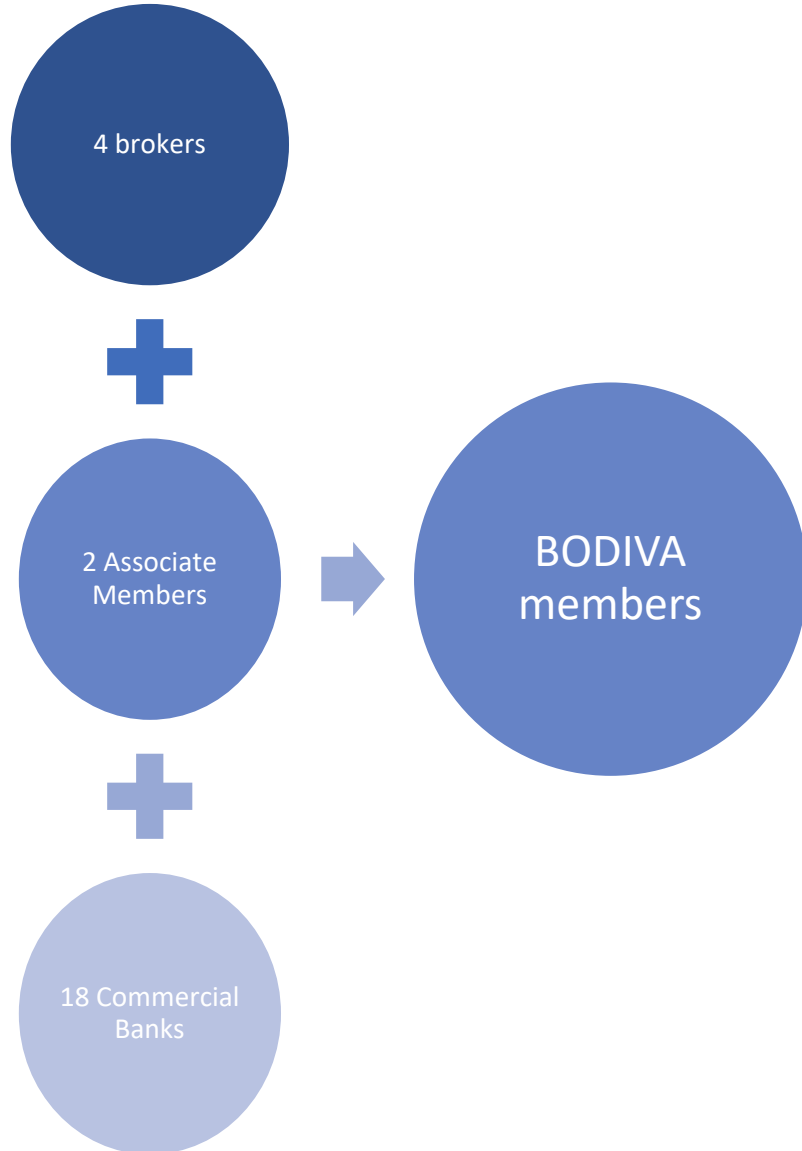 4 brokers
2 Associate
Members
BODIVA
members
18 Commercial
Banks